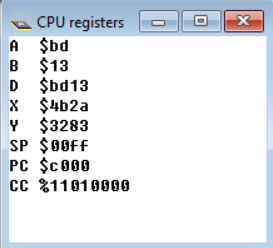 CPU registers
A $bd
B $13
D $bd13
X $4b2a
Y $3283
SP $00ff
PC $c000
CC %11010000